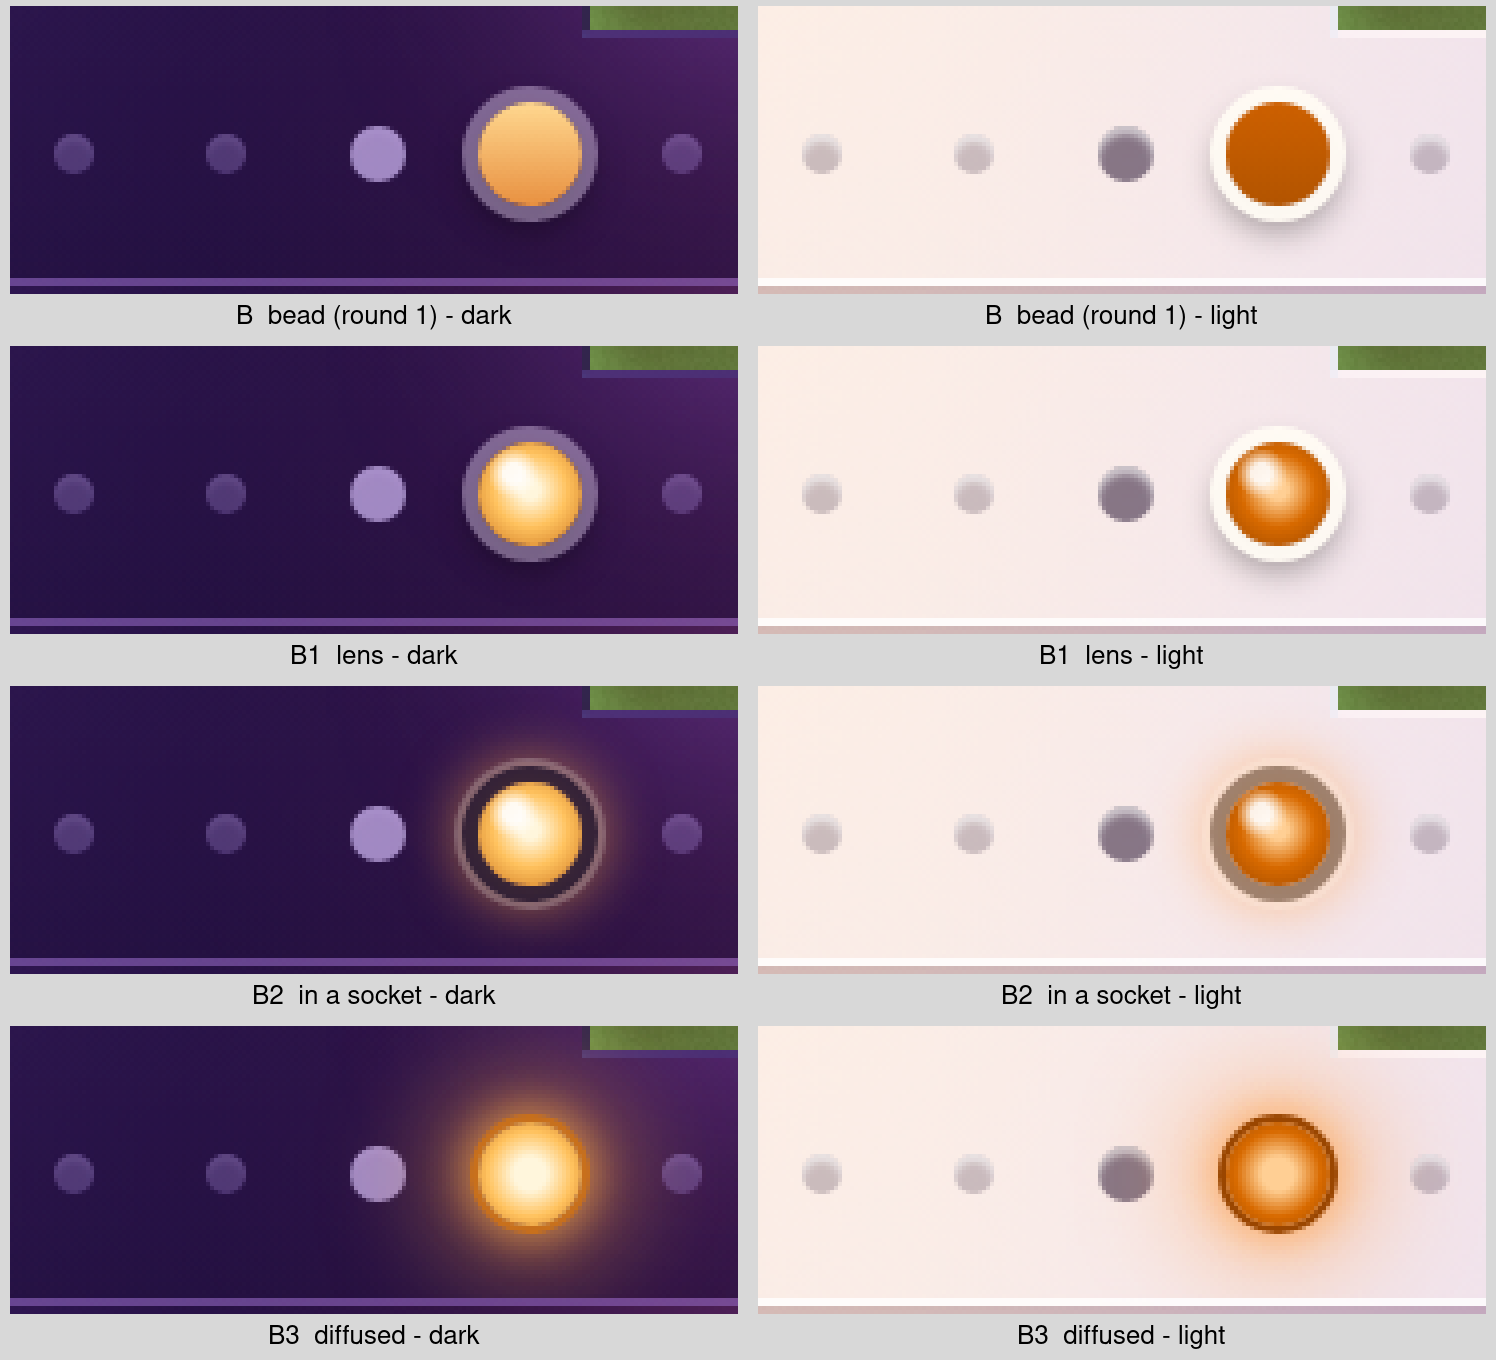 B  bead (round 1) - dark
B  bead (round 1) - light
B1  lens - dark
B1  lens - light
B2  in a socket - dark
B2  in a socket - light
B3  diffused - dark
B3  diffused - light